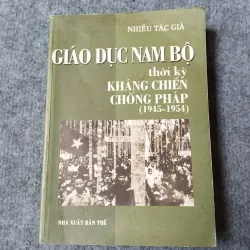 NHIỀU TÁC GIẢ
GIÁO DỤC NAM BỘ
thời kỳ
KHÁNG CHIẾN
CHỐNG PHÁP
(1945-1954)
NHÀ XUẤT BẢN TRẺ